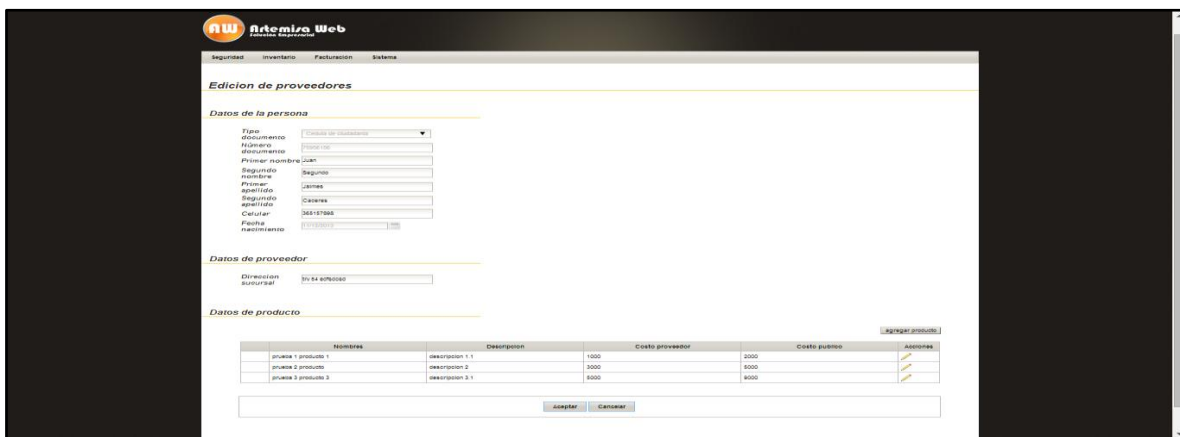 AW Artemisa Web
Solución Empresarial
Seguridad Inventario Facturación Sistema
Edicion de proveedores
Datos de la persona
Tipo documento
Número documento
Primer nombre Juan
Segundo nombre Segundo
Primer apellido Jaimes
Segundo apellido Caceres
Celular
Fecha nacimiento
Datos de proveedor
Direccion sucursal
Datos de producto
agregar producto
Nombres Descripcion Costo proveedor Costo publico Acciones
prueba 1 producto 1 descripcion 1.1 1000 2000
prueba 2 producto descripcion 2 3000 5000
prueba 3 producto 3 descripcion 3.1
Aceptar Cancelar